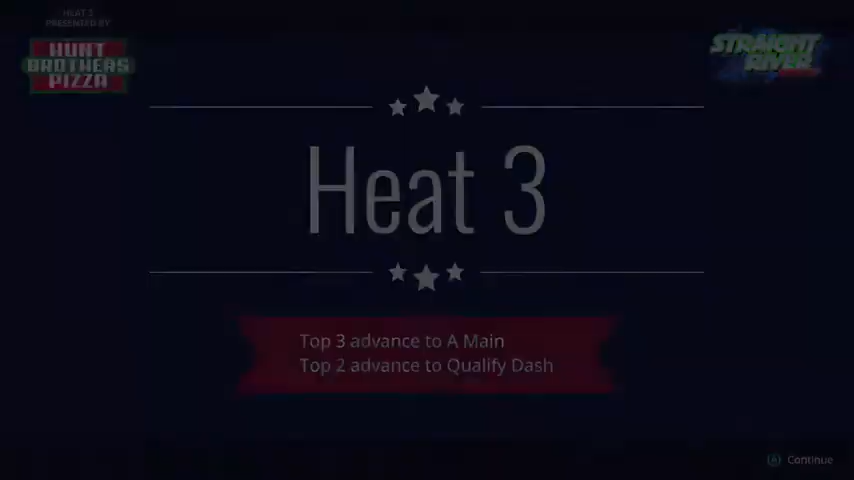 HEAT 3
PRESENTED BY
HUNT
BROTHERS
PIZZA
STRAIGHT
RIVER
Heat 3
Top 3 advance to A Main
Top 2 advance to Qualify Dash
A Continue